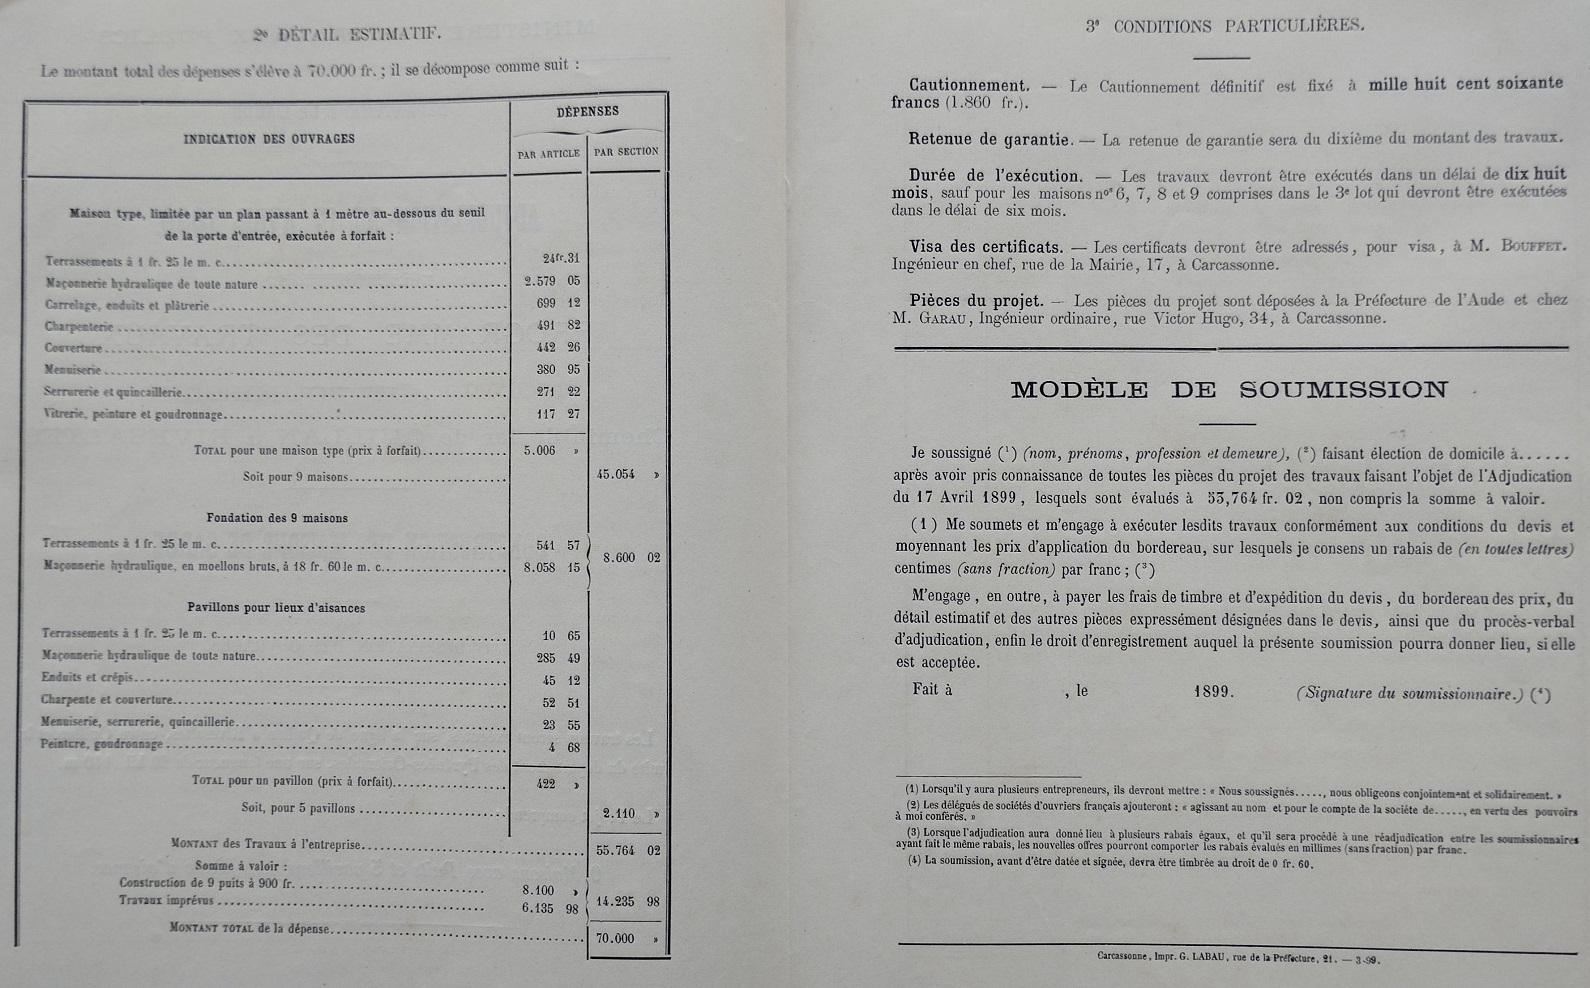 2º DÉTAIL ESTIMATIF.
Le montant total des dépenses s'élève à 70.000 fr. ; il se décompose comme suit :
INDICATION DES OUVRAGES
DÉPENSES
PAR ARTICLE PAR SECTION
Maison type, limitée par un plan passant à 1 mètre au-dessous du seuil
de la porte d'entrée, exécutée à forfait :
Terrassements à 1 fr. 25 le m. c. 24fr.31
Maçonnerie hydraulique de toute nature 2.579 05
Carrelage, enduits et plâtrerie 699 12
Charpenterie 491 82
Couverture 442 26
Menuiserie 380 95
Serrurerie et quincaillerie 271 22
Vitrerie, peinture et goudronnage 117 27
TOTAL pour une maison type (prix à forfait) 5.006 »
Soit pour 9 maisons 45.054 »
Fondation des 9 maisons
Terrassements à 1 fr. 25 le m. c. 541 57
8.600 02
Maçonnerie hydraulique, en moellons bruts, à 18 fr. 60 le m. c. 8.058 15
Pavillons pour lieux d'aisances
Terrassements à 1 fr. 25 le m. c. 10 65
Maçonnerie hydraulique de toute nature 285 49
Enduits et crépis 45 12
Charpente et couverture 52 51
Menuiserie, serrurerie, quincaillerie 23 55
Peinture, goudronnage 4 68
TOTAL pour un pavillon (prix à forfait) 422 »
Soit, pour 5 pavillons 2.110 »
MONTANT des Travaux à l'entreprise 55.764 02
Somme à valoir :
Construction de 9 puits à 900 fr. 8.100 »
14.235 98
Travaux imprévus 6.135 98
MONTANT TOTAL de la dépense 70.000 »
3º CONDITIONS PARTICULIÈRES.
Cautionnement. — Le Cautionnement définitif est fixé à mille huit cent soixante
francs (1.860 fr.).
Retenue de garantie. — La retenue de garantie sera du dixième du montant des travaux.
Durée de l'exécution. — Les travaux devront être exécutés dans un délai de dix huit
mois, sauf pour les maisons nos 6, 7, 8 et 9 comprises dans le 3e lot qui devront être exécutées
dans le délai de six mois.
Visa des certificats. — Les certificats devront être adressés, pour visa, à M. BOUFFET.
Ingénieur en chef, rue de la Mairie, 17, à Carcassonne.
Pièces du projet. — Les pièces du projet sont déposées à la Préfecture de l'Aude et chez
M. GARAU, Ingénieur ordinaire, rue Victor Hugo, 34, à Carcassonne.
MODÈLE DE SOUMISSION
Je soussigné (1) (nom, prénoms, profession et demeure), (2) faisant élection de domicile à......
après avoir pris connaissance de toutes les pièces du projet des travaux faisant l'objet de l'Adjudication
du 17 Avril 1899, lesquels sont évalués à 55,764 fr. 02, non compris la somme à valoir.
(1) Me soumets et m'engage à exécuter lesdits travaux conformément aux conditions du devis et
moyennant les prix d'application du bordereau, sur lesquels je consens un rabais de (en toutes lettres)
centimes (sans fraction) par franc ; (3)
M'engage, en outre, à payer les frais de timbre et d'expédition du devis, du bordereau des prix, du
détail estimatif et des autres pièces expressément désignées dans le devis, ainsi que du procès-verbal
d'adjudication, enfin le droit d'enregistrement auquel la présente soumission pourra donner lieu, si elle
est acceptée.
Fait à , le 1899. (Signature du soumissionnaire.) (4)
(1) Lorsqu'il y aura plusieurs entrepreneurs, ils devront mettre : « Nous soussignés....., nous obligeons conjointement et solidairement. »
(2) Les délégués de sociétés d'ouvriers français ajouteront : « agissant au nom et pour le compte de la société de....., en vertu des pouvoirs
à moi conférés. »
(3) Lorsque l'adjudication aura donné lieu à plusieurs rabais égaux, et qu'il sera procédé à une réadjudication entre les soumissionnaires
ayant fait le même rabais, les nouvelles offres pourront comporter les rabais évalués en millimes (sans fraction) par franc.
(4) La soumission, avant d'être datée et signée, devra être timbrée au droit de 0 fr. 60.
Carcassonne, Impr. G. LABAU, rue de la Préfecture, 21. — 3-99.